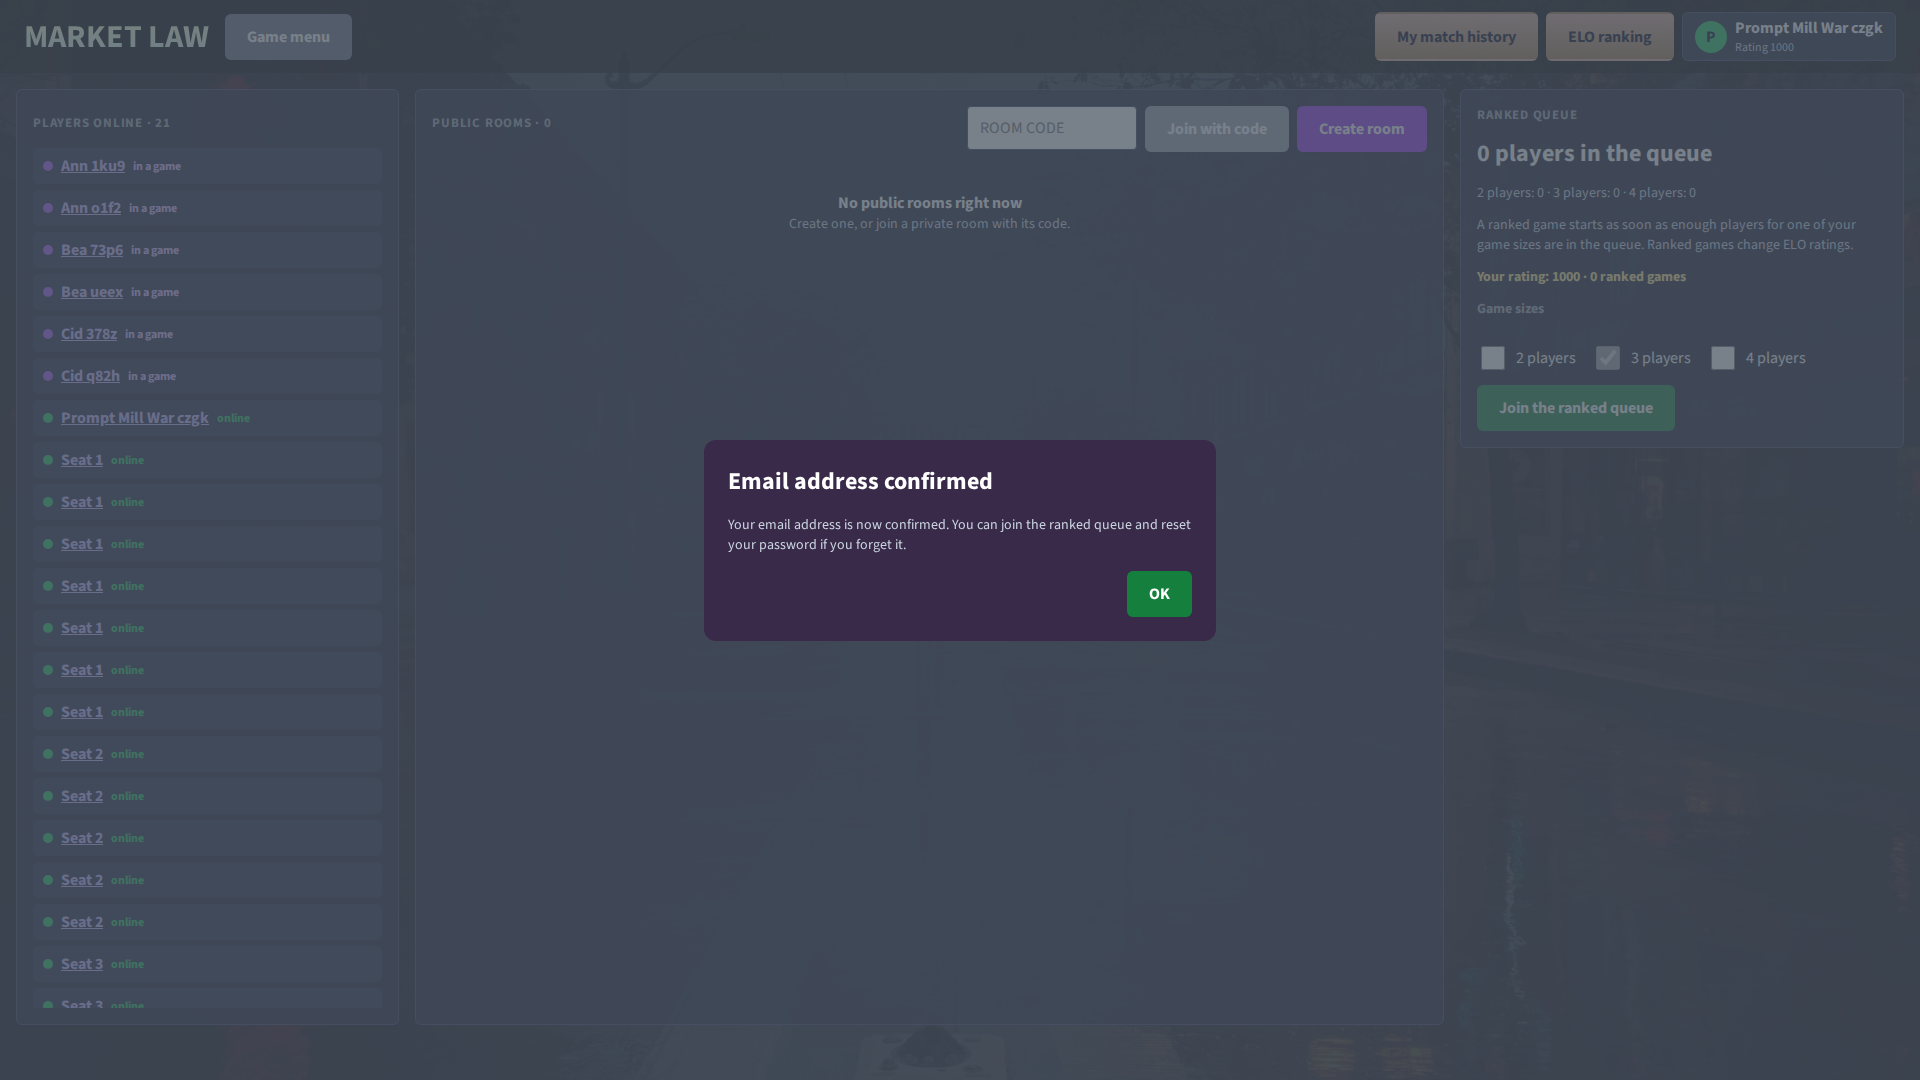 MARKET LAW
Game menu
My match history
ELO ranking
P
Prompt Mill War czgk
Rating 1000
PLAYERS ONLINE · 21
Ann 1ku9 in a game
Ann o1f2 in a game
Bea 73p6 in a game
Bea ueex in a game
Cid 378z in a game
Cid q82h in a game
Prompt Mill War czgk online
Seat 1 online
Seat 1 online
Seat 1 online
Seat 1 online
Seat 1 online
Seat 1 online
Seat 1 online
Seat 2 online
Seat 2 online
Seat 2 online
Seat 2 online
Seat 2 online
Seat 3 online
Seat 3 online
PUBLIC ROOMS · 0
ROOM CODE
Join with code
Create room
No public rooms right now
Create one, or join a private room with its code.
Email address confirmed
Your email address is now confirmed. You can join the ranked queue and reset
your password if you forget it.
OK
RANKED QUEUE
0 players in the queue
2 players: 0 · 3 players: 0 · 4 players: 0
A ranked game starts as soon as enough players for one of your
game sizes are in the queue. Ranked games change ELO ratings.
Your rating: 1000 · 0 ranked games
Game sizes
2 players
3 players
4 players
Join the ranked queue